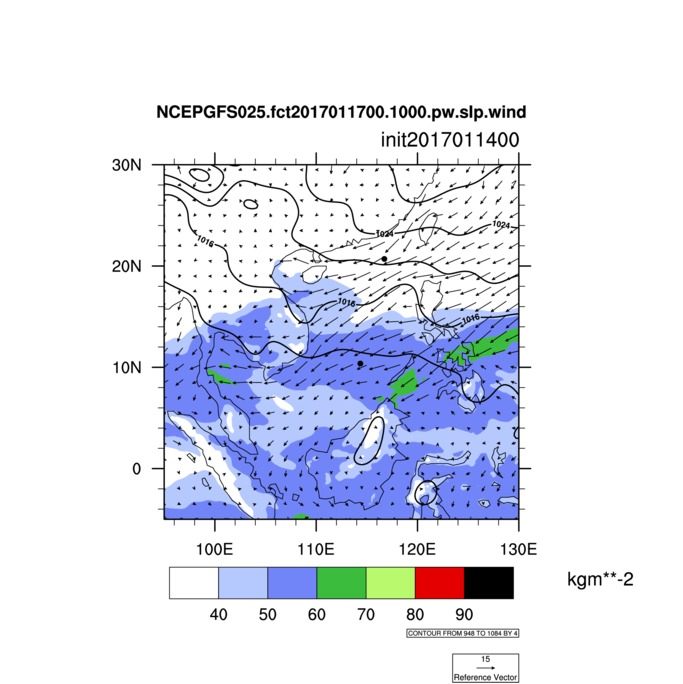 NCEPGFS025.fct2017011700.1000.pw.slp.wind
init2017011400
30N
1016
1024
1024
20N
1016
1016
10N
0
100E 110E 120E 130E
kgm**-2
40 50 60 70 80 90
CONTOUR FROM 948 TO 1084 BY 4
15
Reference Vector